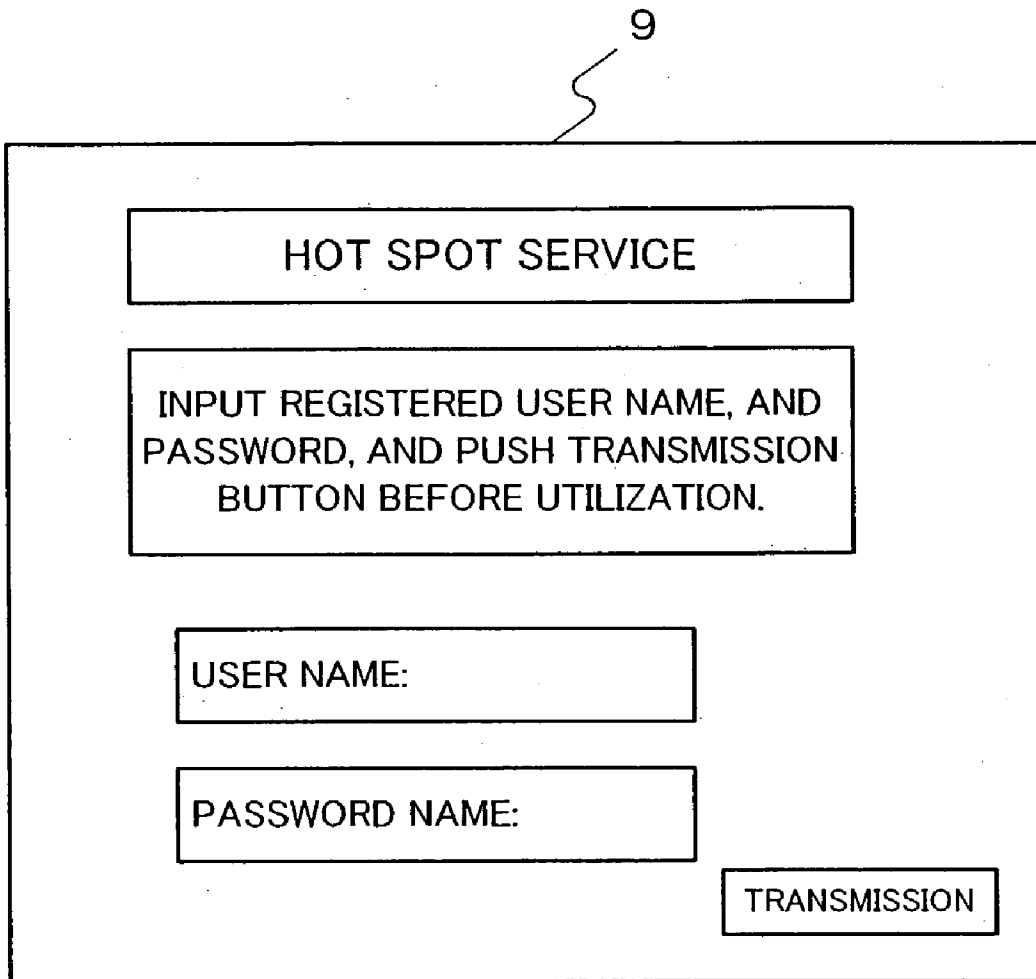 9
HOT SPOT SERVICE
INPUT REGISTERED USER NAME, AND
PASSWORD, AND PUSH TRANSMISSION
BUTTON BEFORE UTILIZATION.
USER NAME:
PASSWORD NAME:
TRANSMISSION